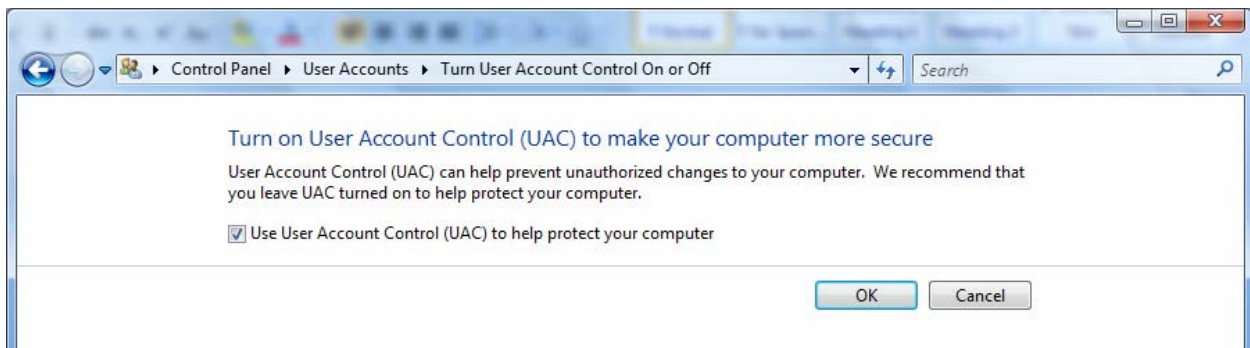 Control Panel ▸ User Accounts ▸ Turn User Account Control On or Off
Search
Turn on User Account Control (UAC) to make your computer more secure
User Account Control (UAC) can help prevent unauthorized changes to your computer. We recommend that
you leave UAC turned on to help protect your computer.
Use User Account Control (UAC) to help protect your computer
OK
Cancel